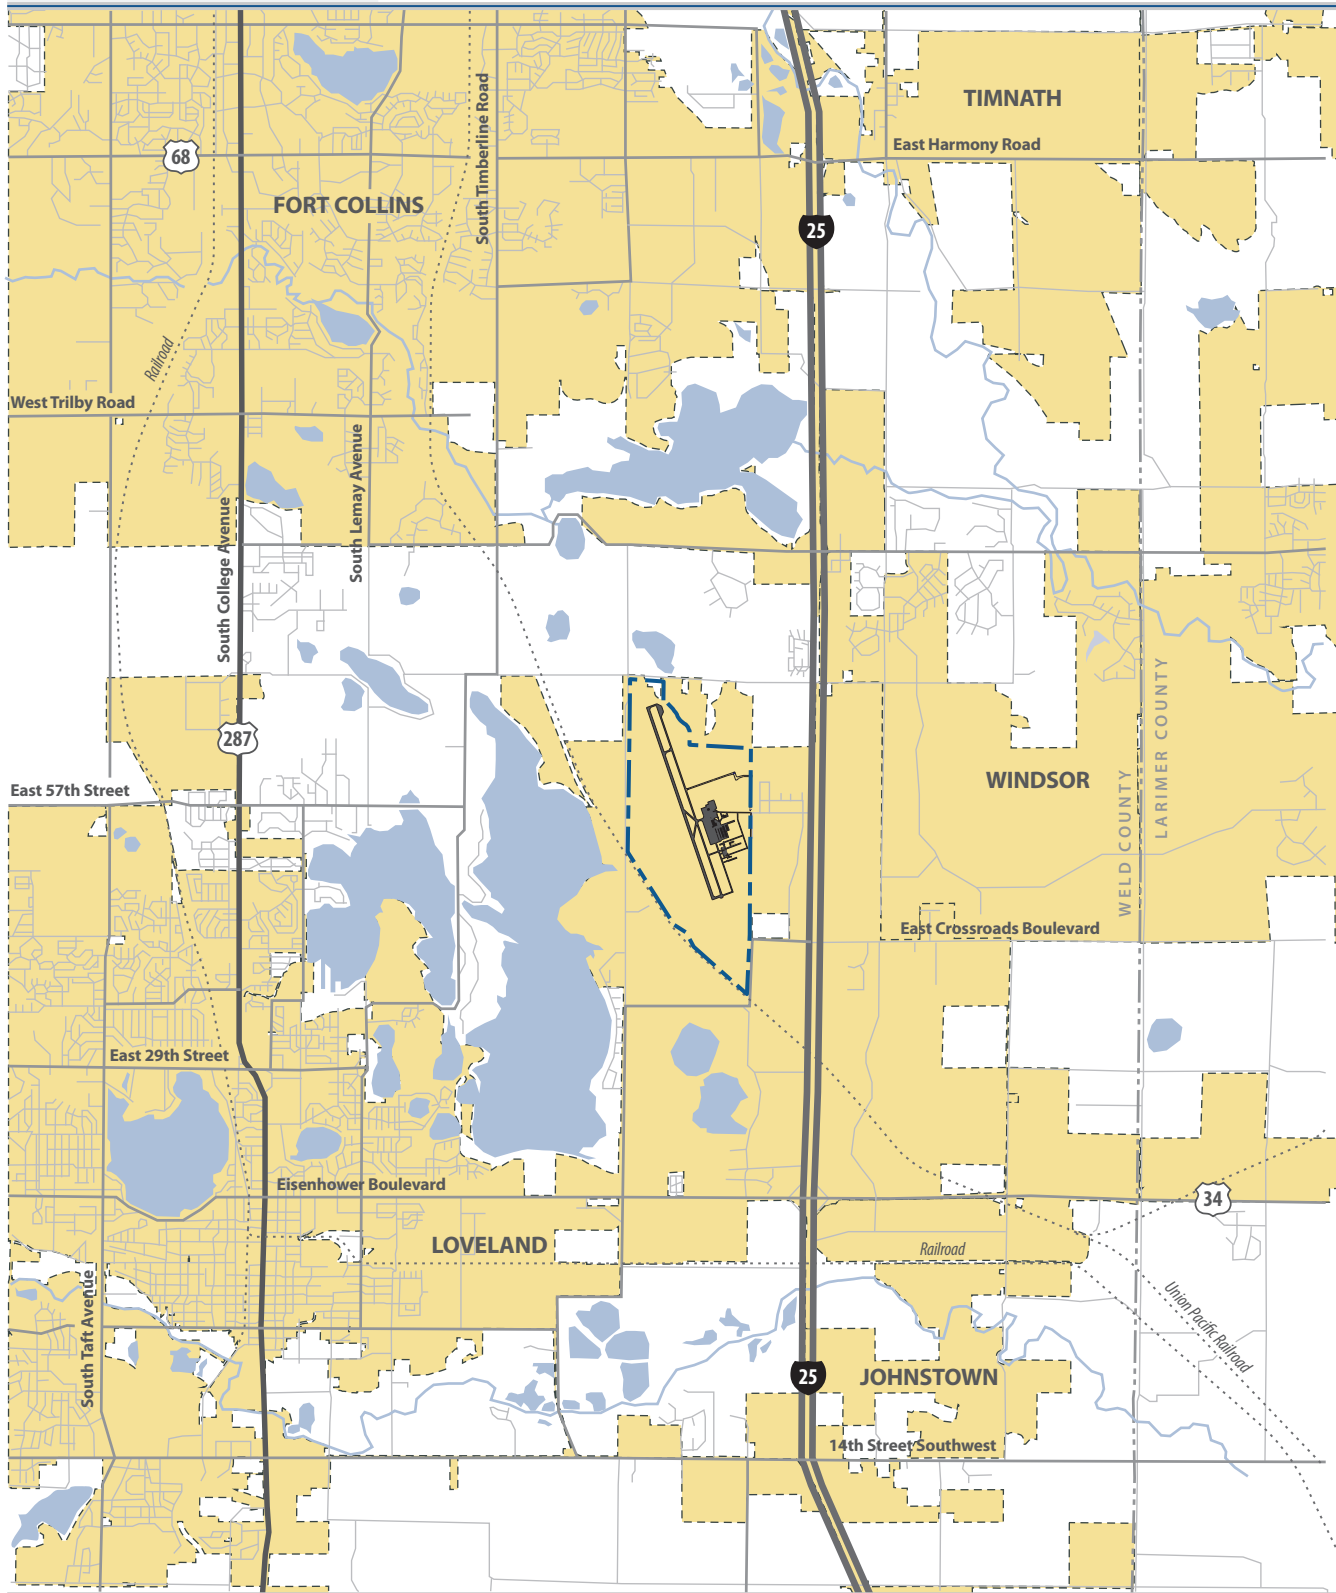 TIMNATH
East Harmony Road
68
South Timberline Road
FORT COLLINS
25
Railroad
West Trilby Road
South Lemay Avenue
South College Avenue
287
WINDSOR
WELD COUNTY
LARIMER COUNTY
East 57th Street
East Crossroads Boulevard
East 29th Street
Eisenhower Boulevard
34
LOVELAND
Railroad
Union Pacific Railroad
South Taft Avenue
25
JOHNSTOWN
14th Street Southwest